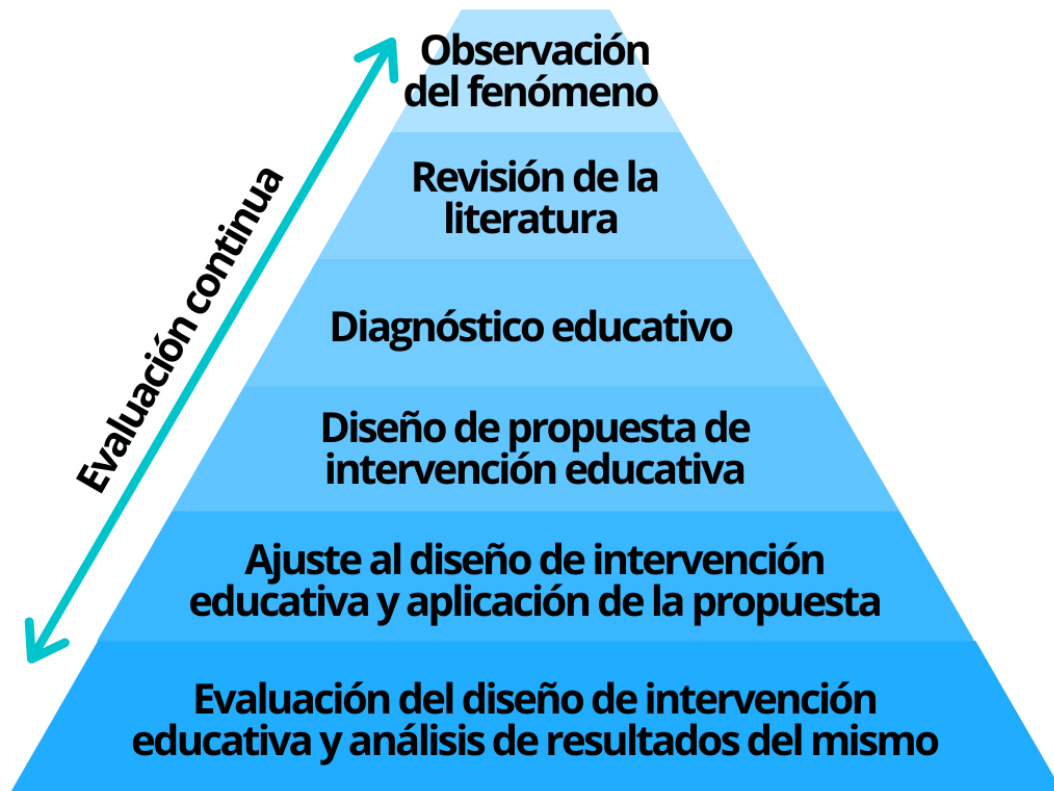 Observación
del fenómeno
Evaluación continua
Revisión de la
literatura
Diagnóstico educativo
Diseño de propuesta de
intervención educativa
Ajuste al diseño de intervención
educativa y aplicación de la propuesta
Evaluación del diseño de intervención
educativa y análisis de resultados del mismo